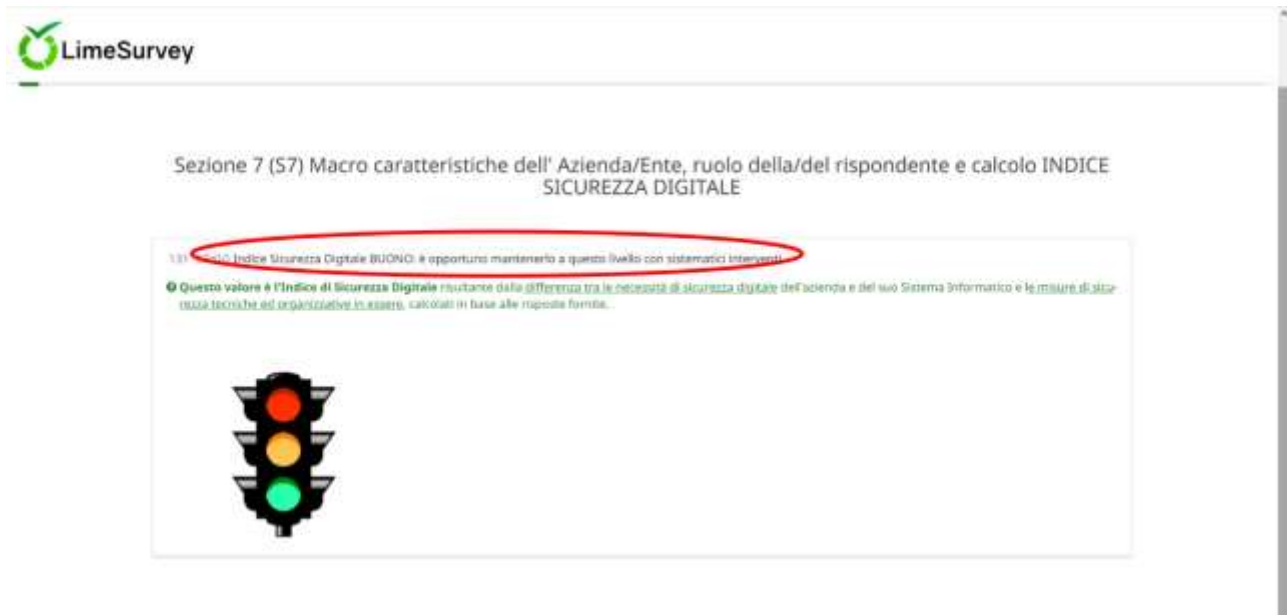 LimeSurvey
Sezione 7 (S7) Macro caratteristiche dell' Azienda/Ente, ruolo della/del rispondente e calcolo INDICE
SICUREZZA DIGITALE
Indice Sicurezza Digitale BUONO: è opportuno mantenerlo a questo livello con sistematici interventi
Questo valore è l'Indice di Sicurezza Digitale risultante dalla differenza tra le necessità di sicurezza digitale dell'azienda e del suo Sistema Informatico e le misure di sicu-
rezza tecniche ed organizzative in essere, calcolati in base alle risposte fornite.